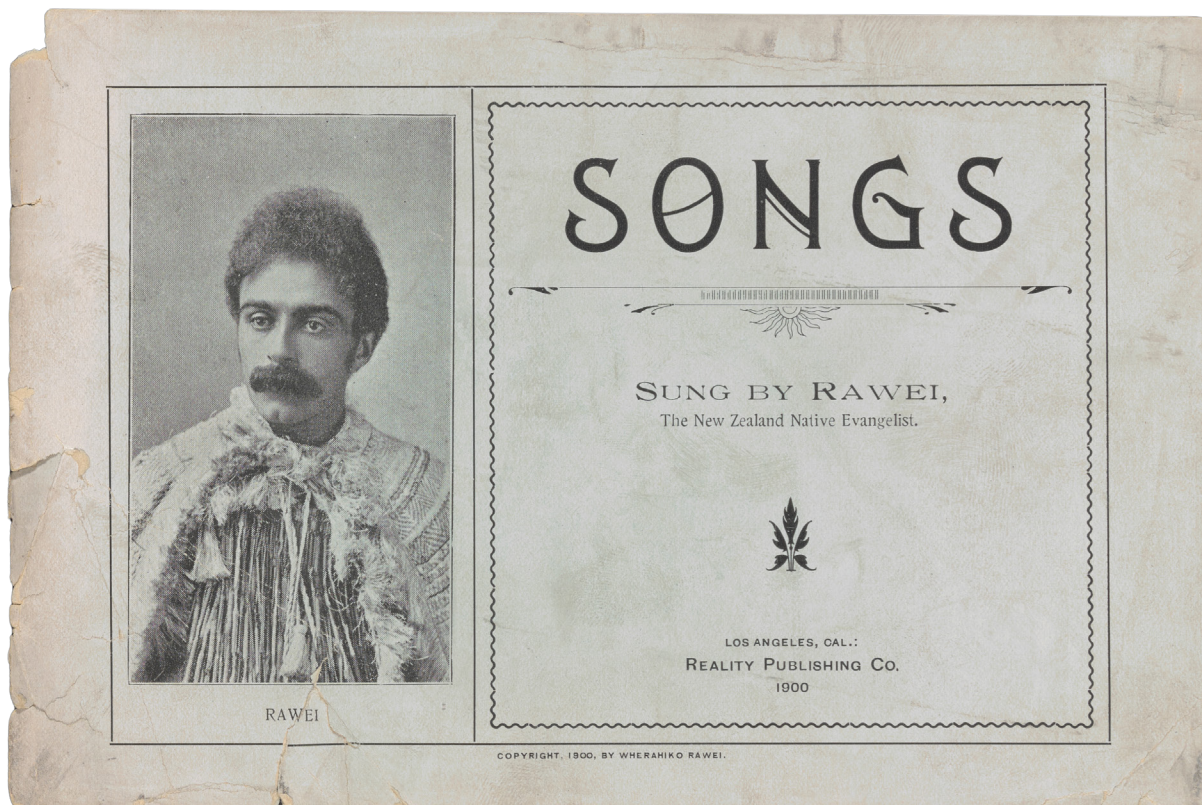 SONGS
SUNG BY RAWEI,
The New Zealand Native Evangelist.
LOS ANGELES, CAL.:
REALITY PUBLISHING CO.
1900
RAWEI
COPYRIGHT, 1900, BY WHERAHIKO RAWEI.